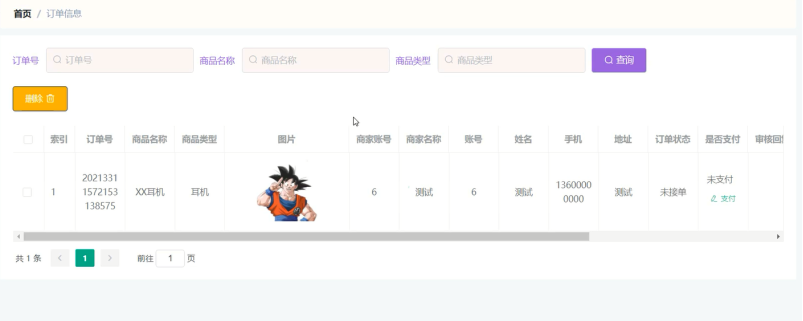 首页 / 订单信息
订单号 订单号 商品名称 商品名称 商品类型 商品类型 查询
删除
索引 订单号 商品名称 商品类型 图片 商家账号 商家名称 账号 姓名 手机 地址 订单状态 是否支付 审核回
1 2021331 XX耳机 耳机 6 测试 6 测试 1360000 测试 未接单 未支付
1572153 0000 支付
138575
共 1 条 1 前往 1 页